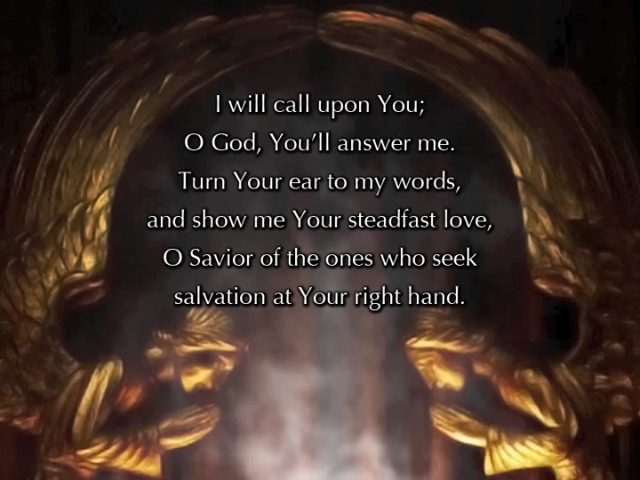 I will call upon You;
O God, You’ll answer me.
Turn Your ear to my words,
and show me Your steadfast love,
O Savior of the ones who seek
salvation at Your right hand.